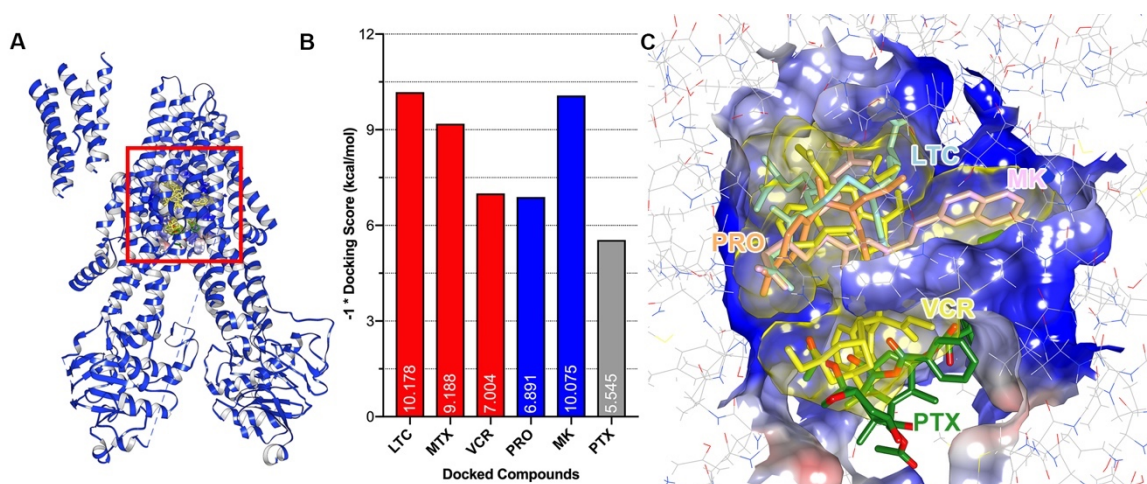 A
B
C
-1 * Docking Score (kcal/mol)
12
9
6
3
0
10.178
9.188
7.004
6.891
10.075
5.545
LTC
MTX
VCR
PRO
MK
PTX
Docked Compounds
LTC
MK
PRO
VCR
PTX